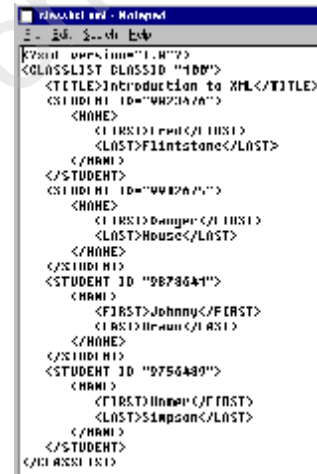 classlist.xml - Notepad
File Edit Search Help
<?xml version="1.0"?>
<CLASSLIST CLASSID "100">
<TITLE>Introduction to XML</TITLE>
<STUDENT ID="9823476">
<NAME>
<FIRST>Fred</FIRST>
<LAST>Flintstone</LAST>
</NAME>
</STUDENT>
<STUDENT ID=>
<NAME>
<FIRST>Danger</FIRST>
<LAST>Mouse</LAST>
</NAME>
</STUDENT>
<STUDENT ID "9878641">
<NAME>
<FIRST>Johnny</FIRST>
<LAST>Bravo</LAST>
</NAME>
</STUDENT>
<STUDENT ID "9756489">
<NAME>
<FIRST>Homer</FIRST>
<LAST>Simpson</LAST>
</NAME>
</STUDENT>
</CLASSLIST>